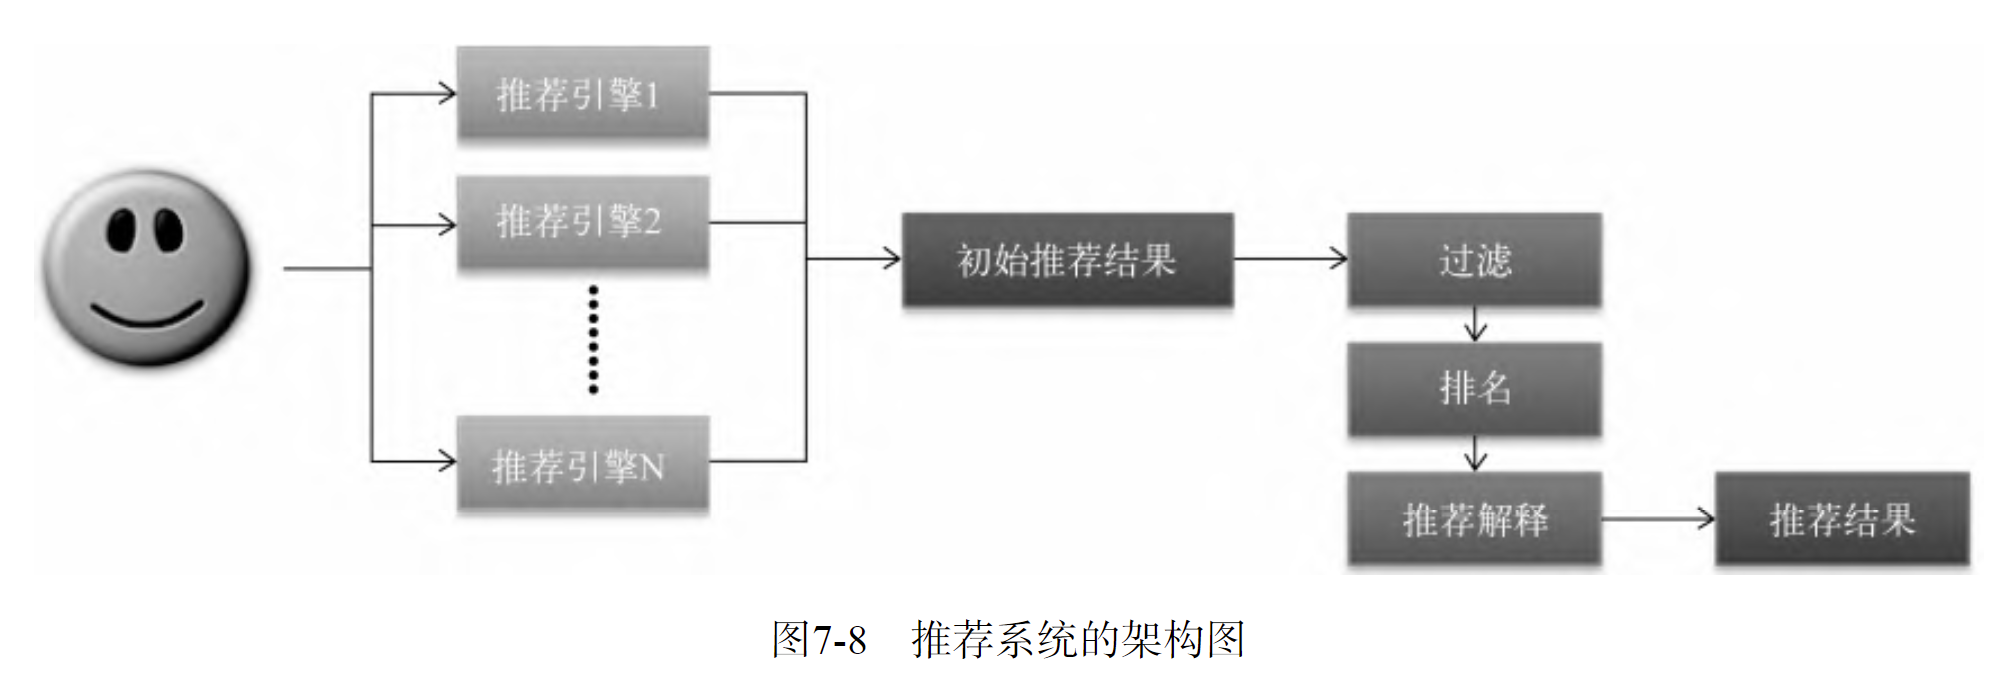 推荐引擎1
推荐引擎2
推荐引擎N
初始推荐结果
过滤
排名
推荐解释
推荐结果
图7-8 推荐系统的架构图